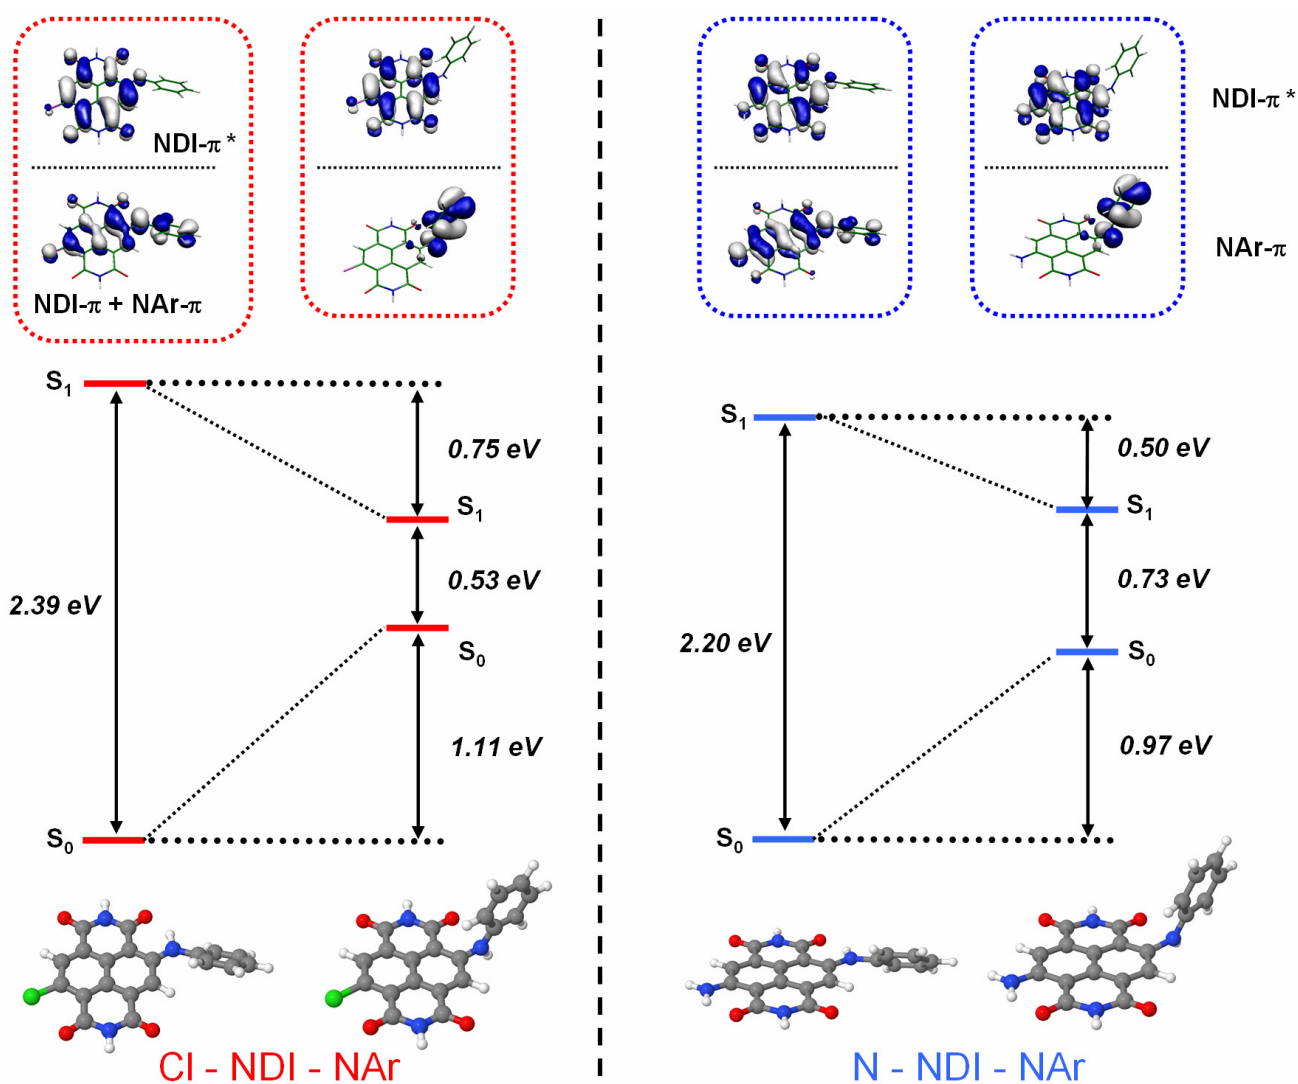 NDI-π*
NDI-π + NAr-π
NDI-π*
NAr-π
S1
0.75 eV
S1
2.39 eV
0.53 eV
S0
1.11 eV
S0
Cl - NDI - NAr
S1
0.50 eV
S1
2.20 eV
0.73 eV
S0
0.97 eV
S0
N - NDI - NAr